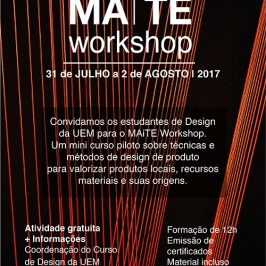 MAiTE
workshop
31 de JULHO a 2 de AGOSTO | 2017
Convidamos os estudantes de Design
da UEM para o MAiTE Workshop.
Um mini curso piloto sobre técnicas e
métodos de design de produto
para valorizar produtos locais, recursos
materiais e suas origens.
Atividade gratuita
+ Informações
Coordenação do Curso
de Design da UEM
Formação de 12h
Emissão de
certificados
Material incluso